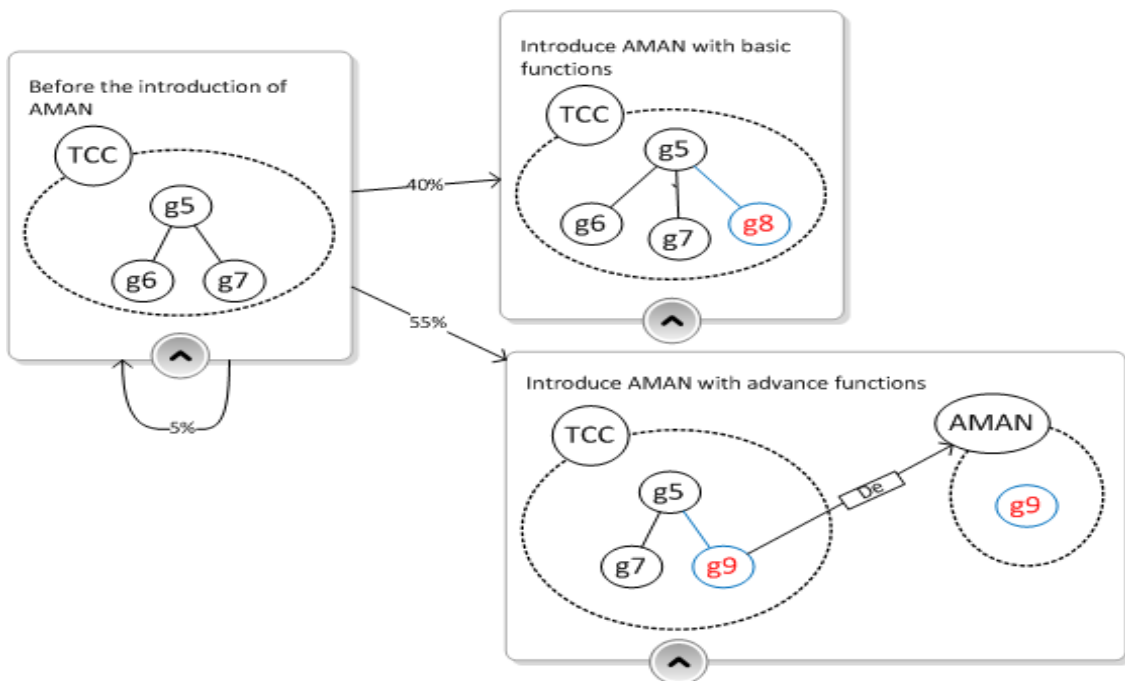 Before the introduction of
AMAN
TCC
g5
g6
g7
5%
40%
55%
Introduce AMAN with basic
functions
TCC
g5
g6
g7
g8
Introduce AMAN with advance functions
TCC
g5
g7
g9
De
AMAN
g9